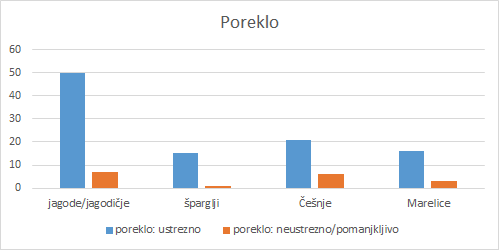 Poreklo
60
50
40
30
20
10
0
jagode/jagodičje šparglji Češnje Marelice
poreklo: ustrezno poreklo: neustrezno/pomanjkljivo